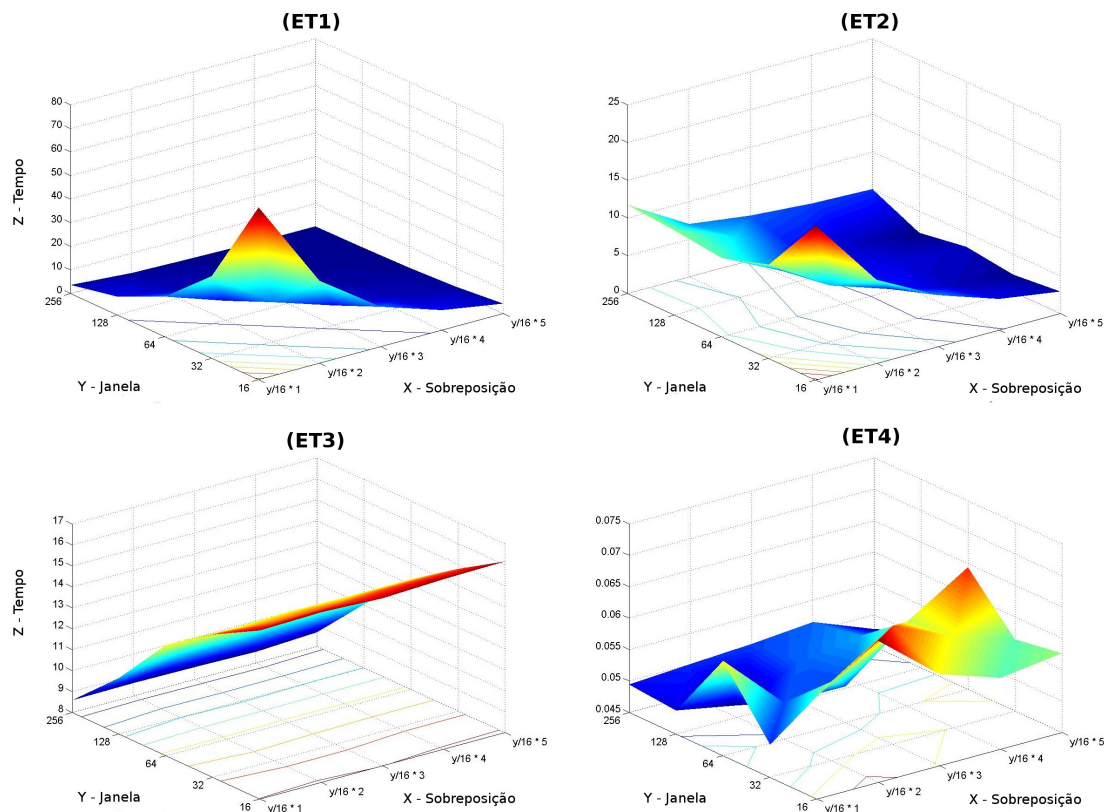 (ET1)
80
70
60
50
40
30
20
10
0
Z - Tempo
256
128
64
32
16
Y - Janela
y/16 * 1
y/16 * 2
y/16 * 3
y/16 * 4
y/16 * 5
X - Sobreposição
(ET2)
25
20
15
10
5
0
256
128
64
32
16
Y - Janela
y/16 * 1
y/16 * 2
y/16 * 3
y/16 * 4
y/16 * 5
X - Sobreposição
(ET3)
17
16
15
14
13
12
11
10
9
8
Z - Tempo
256
128
64
32
16
Y - Janela
y/16 * 1
y/16 * 2
y/16 * 3
y/16 * 4
y/16 * 5
X - Sobreposição
(ET4)
0.075
0.07
0.065
0.06
0.055
0.05
0.045
256
128
64
32
16
Y - Janela
y/16 * 1
y/16 * 2
y/16 * 3
y/16 * 4
y/16 * 5
X - Sobreposição